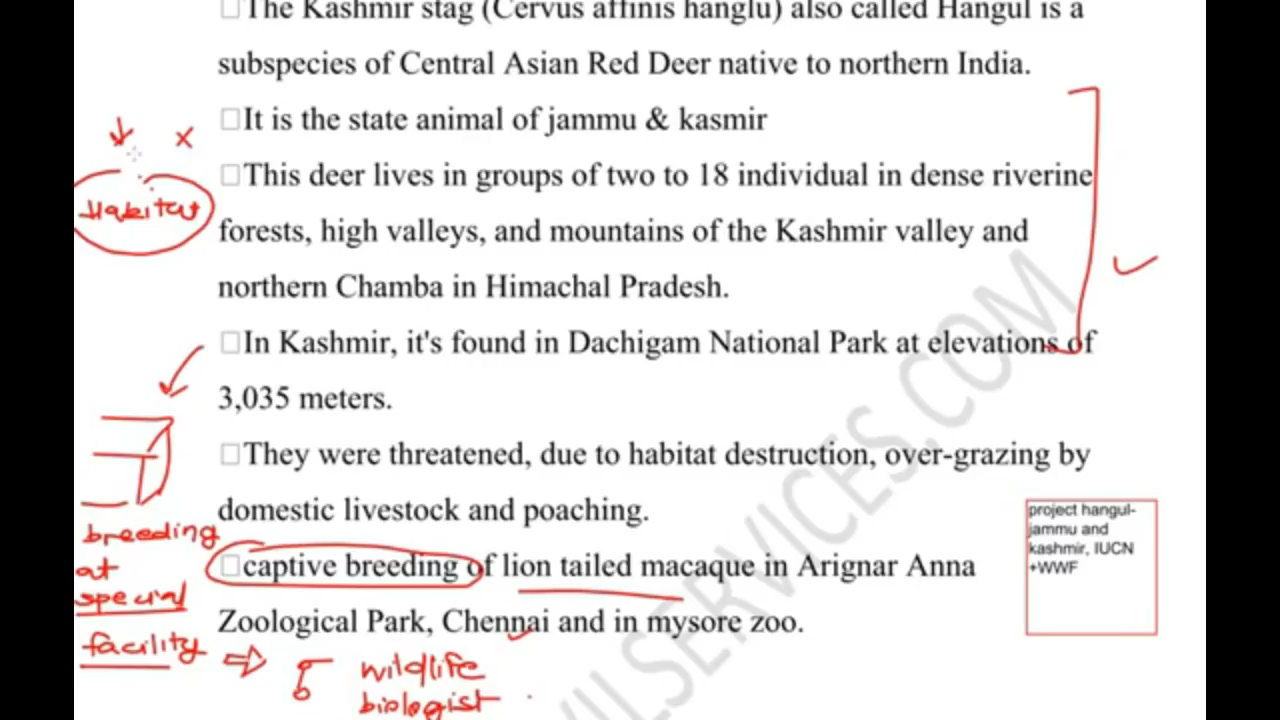 The Kashmir stag (Cervus affinis hanglu) also called Hangul is a
subspecies of Central Asian Red Deer native to northern India.
It is the state animal of jammu & kasmir
This deer lives in groups of two to 18 individual in dense riverine
forests, high valleys, and mountains of the Kashmir valley and
northern Chamba in Himachal Pradesh.
In Kashmir, it's found in Dachigam National Park at elevations of
3,035 meters.
They were threatened, due to habitat destruction, over-grazing by
domestic livestock and poaching.
captive breeding of lion tailed macaque in Arignar Anna
Zoological Park, Chennai and in mysore zoo.
Habitat
breeding
at
special
facility
wildlife
biologist
project hangul-
jammu and
kashmir, IUCN
+WWF
VILSERVICES.COM